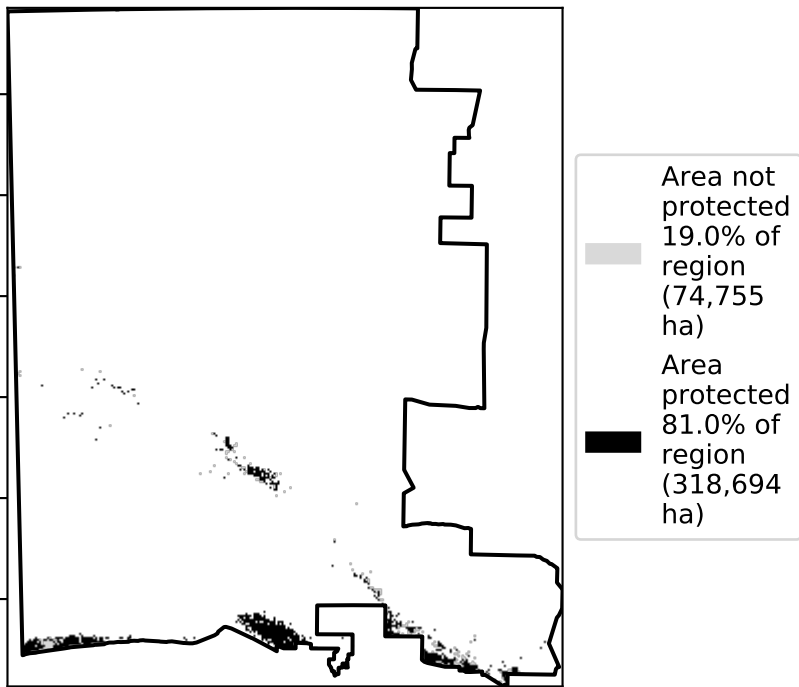 Area not
protected
19.0% of
region
(74,755
ha)
Area
protected
81.0% of
region
(318,694
ha)